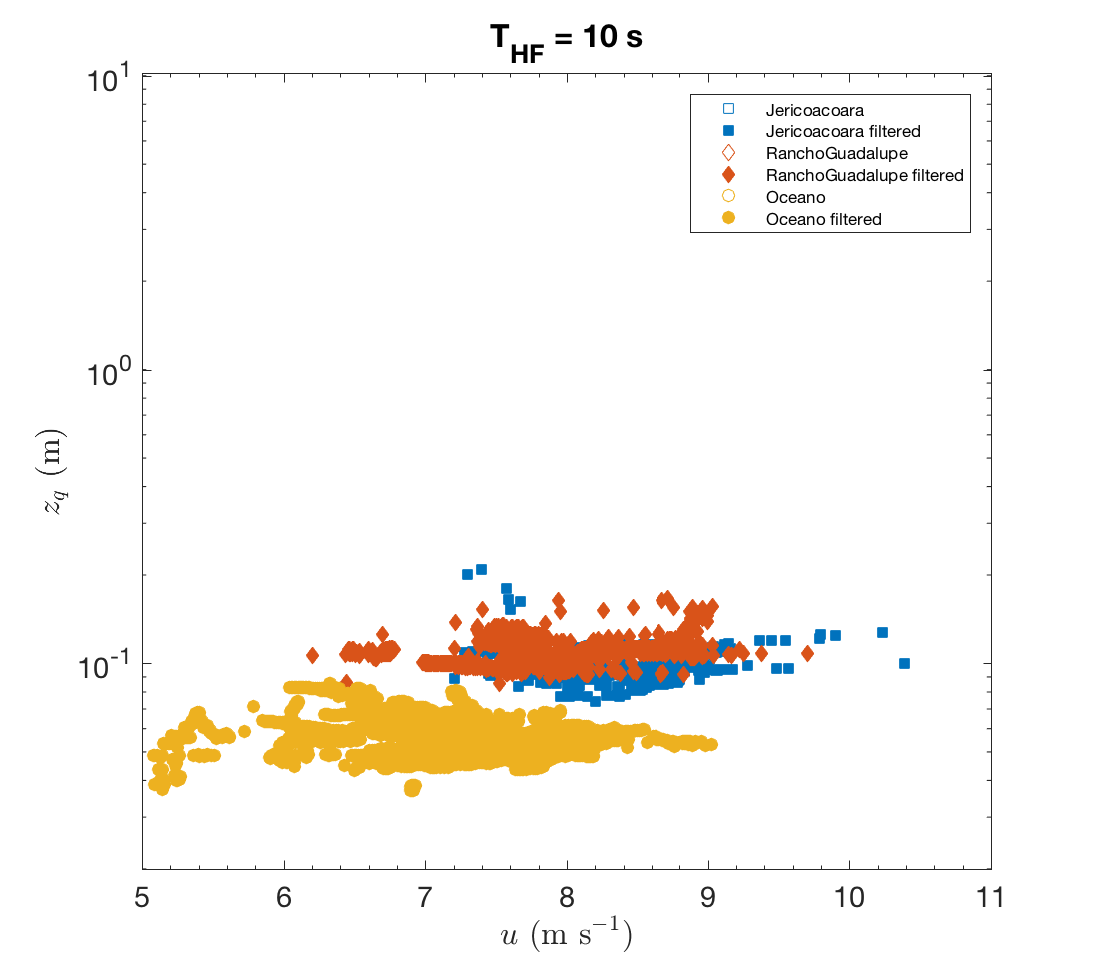 T_HF = 10 s
10^1
10^0
10^-1
z_q (m)
Jericoacoara
Jericoacoara filtered
RanchoGuadalupe
RanchoGuadalupe filtered
Oceano
Oceano filtered
5 6 7 8 9 10 11
u (m s^-1)